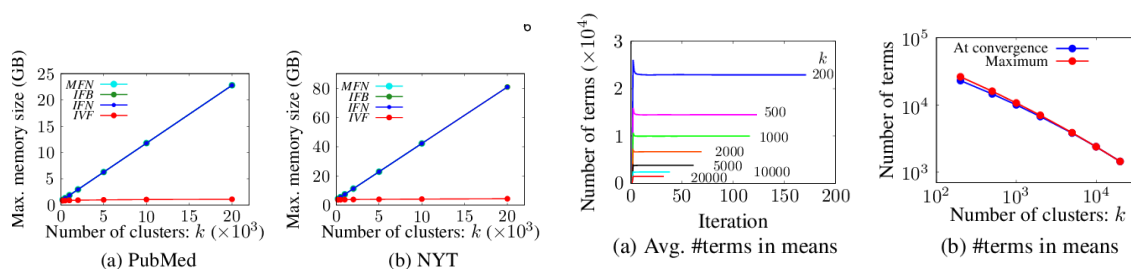 σ
Max. memory size (GB)
25
20
15
10
5
0
MFN
IFB
IFN
IVF
0 5 10 15 20
Number of clusters: k (×10³)
(a) PubMed
Max. memory size (GB)
80
60
40
20
0
MFN
IFB
IFN
IVF
0 5 10 15 20
Number of clusters: k (×10³)
(b) NYT
Number of terms (×10⁴)
3
2
1
0
k
200
500
1000
2000
5000
10000
20000
0 50 100 150 200
Iteration
(a) Avg. #terms in means
Number of terms
10⁵
10⁴
10³
At convergence
Maximum
10² 10³ 10⁴
Number of clusters: k
(b) #terms in means